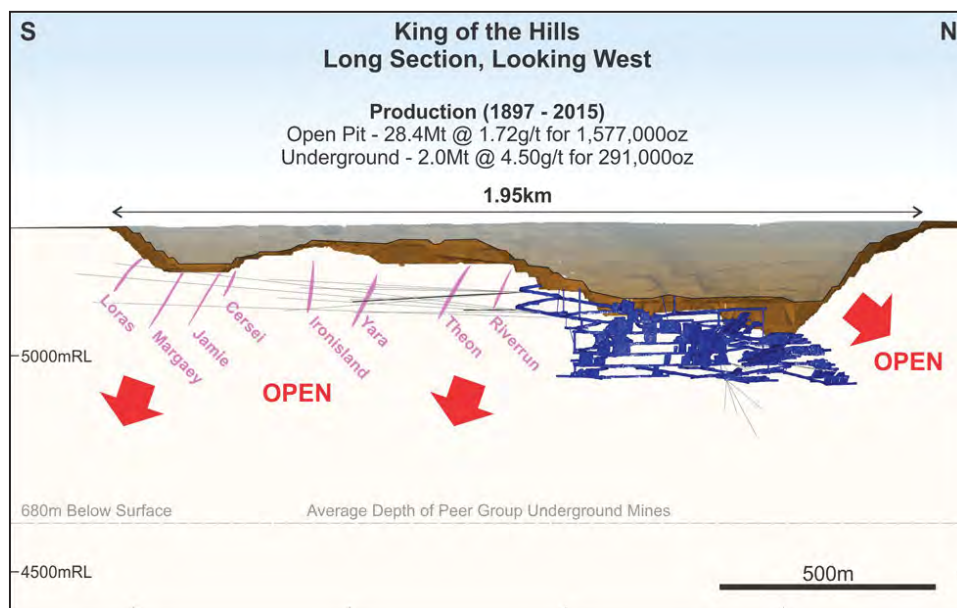 S
N
King of the Hills
Long Section, Looking West
Production (1897 - 2015)
Open Pit - 28.4Mt @ 1.72g/t for 1,577,000oz
Underground - 2.0Mt @ 4.50g/t for 291,000oz
1.95km
Loras
Margaey
Jamie
Cersei
Ironisland
Yara
Theon
Riverrun
5000mRL
OPEN
OPEN
680m Below Surface
Average Depth of Peer Group Underground Mines
4500mRL
500m